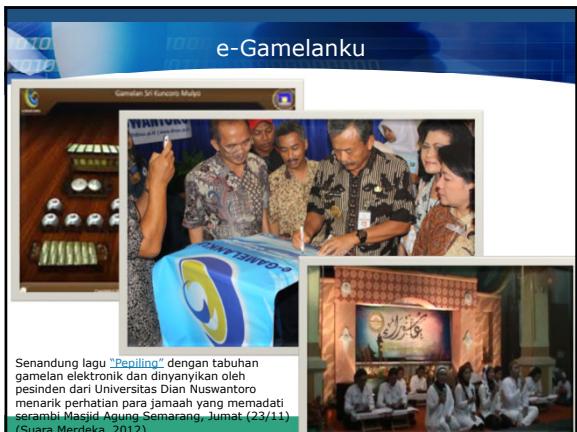 e-Gamelanku
Gamelan Sri Kuncoro Mulyo
e-GAMELANKU
Senandung lagu "Pepiling" dengan tabuhan
gamelan elektronik dan dinyanyikan oleh
pesinden dari Universitas Dian Nuswantoro
menarik perhatian para jamaah yang memadati
serambi Masjid Agung Semarang, Jumat (23/11)
(Suara Merdeka, 2012)